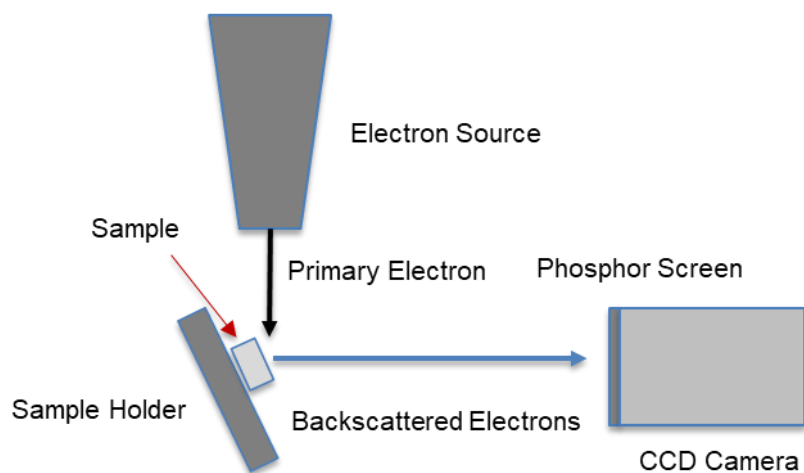 Electron Source
Sample
Primary Electron
Phosphor Screen
Sample Holder
Backscattered Electrons
CCD Camera